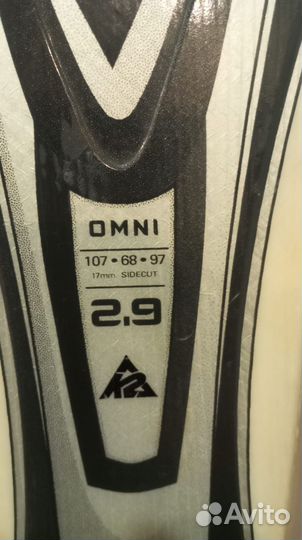 OMNI
107 • 68 • 97
17mm SIDECUT
2.9
K2
Avito